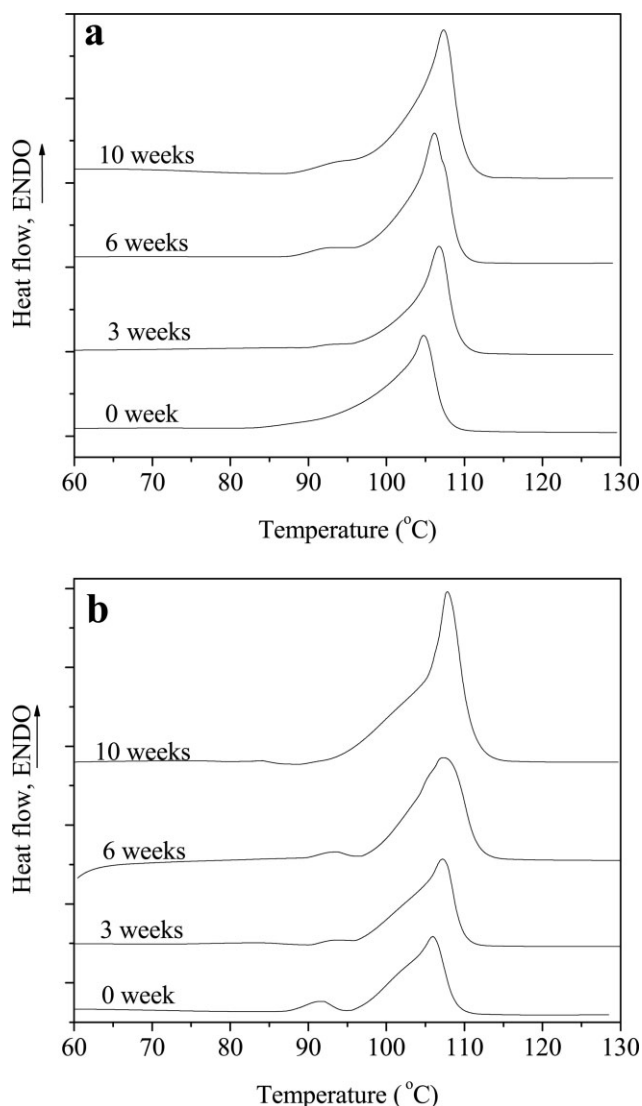 a
Heat flow, ENDO
10 weeks
6 weeks
3 weeks
0 week
60 70 80 90 100 110 120 130
Temperature (°C)
b
Heat flow, ENDO
10 weeks
6 weeks
3 weeks
0 week
60 70 80 90 100 110 120 130
Temperature (°C)